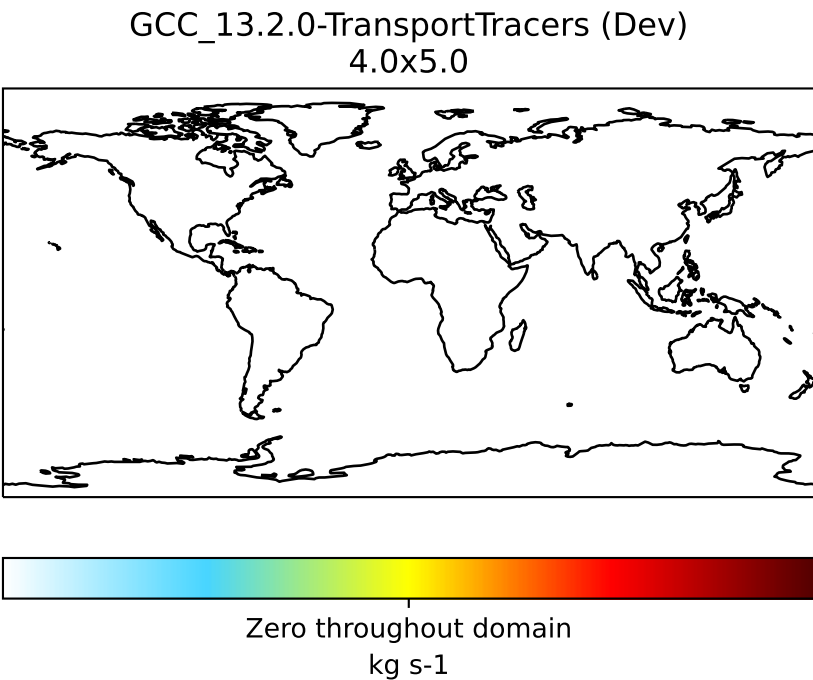 GCC_13.2.0-TransportTracers (Dev)
4.0x5.0
Zero throughout domain
kg s-1